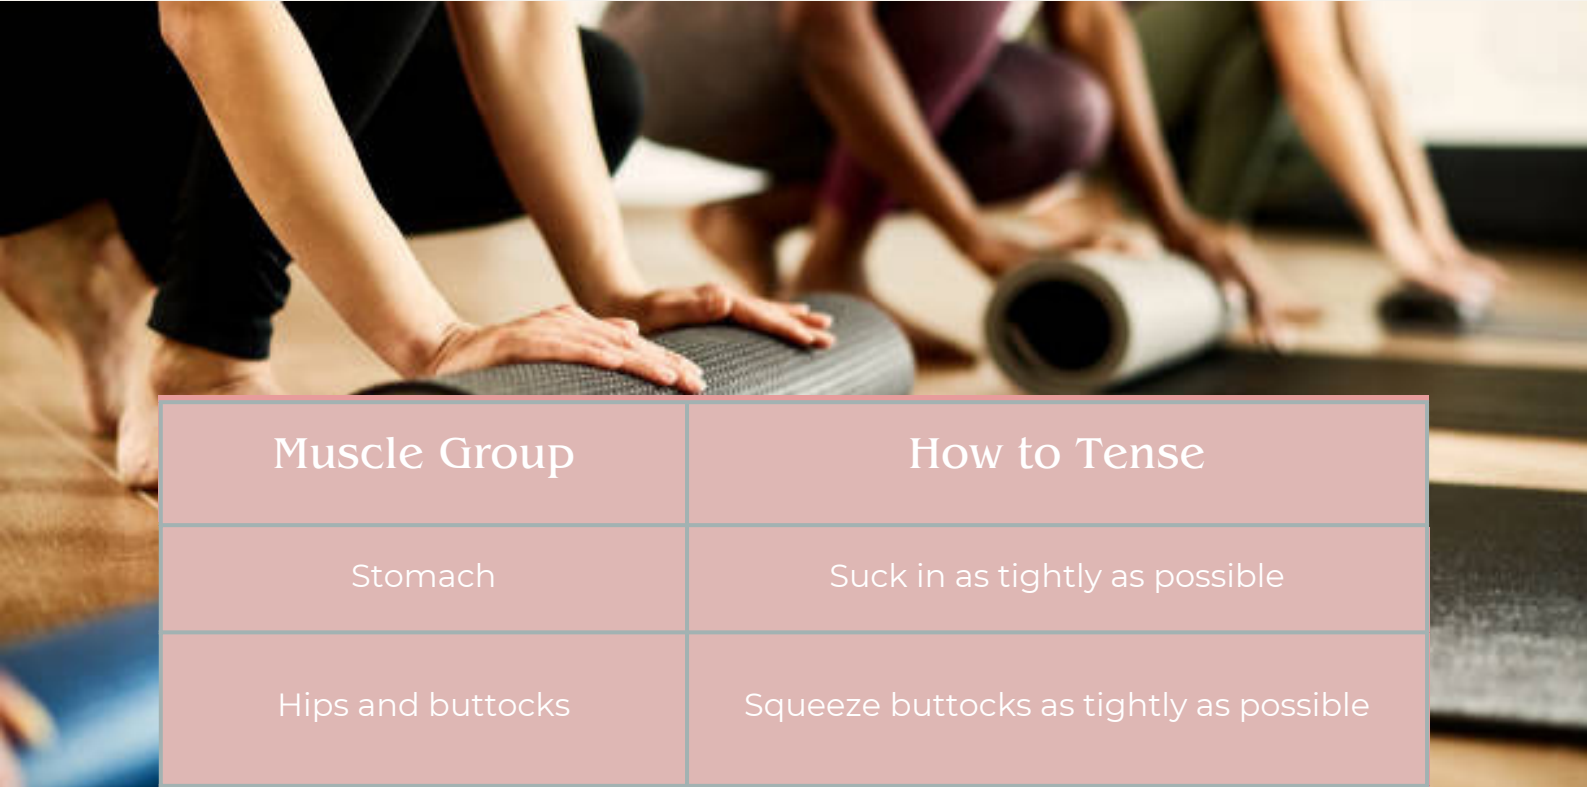 Muscle Group
How to Tense
Stomach
Suck in as tightly as possible
Hips and buttocks
Squeeze buttocks as tightly as possible